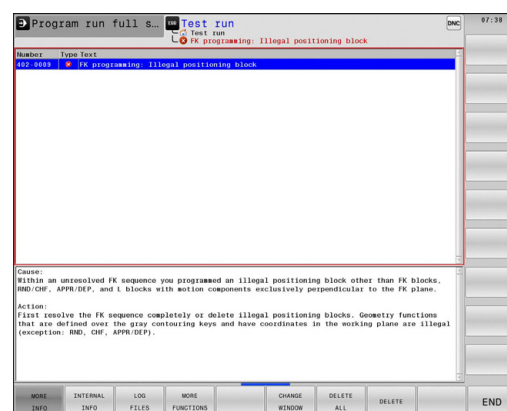 Program run full s...
Test run
DNC
07:38
Test run
FK programming: Illegal positioning block
Number Type Text
402-0009 FK programming: Illegal positioning block
Cause:
Within an unresolved FK sequence you programmed an illegal positioning block other than FK blocks,
RND/CHF, APPR/DEP, and L blocks with motion components exclusively perpendicular to the FK plane.
Action:
First resolve the FK sequence completely or delete illegal positioning blocks. Geometry functions
that are defined over the gray contouring keys and have coordinates in the working plane are illegal
(exception: RND, CHF, APPR/DEP).
MORE INFO
INTERNAL INFO
LOG FILES
MORE FUNCTIONS
CHANGE WINDOW
DELETE ALL
DELETE
END